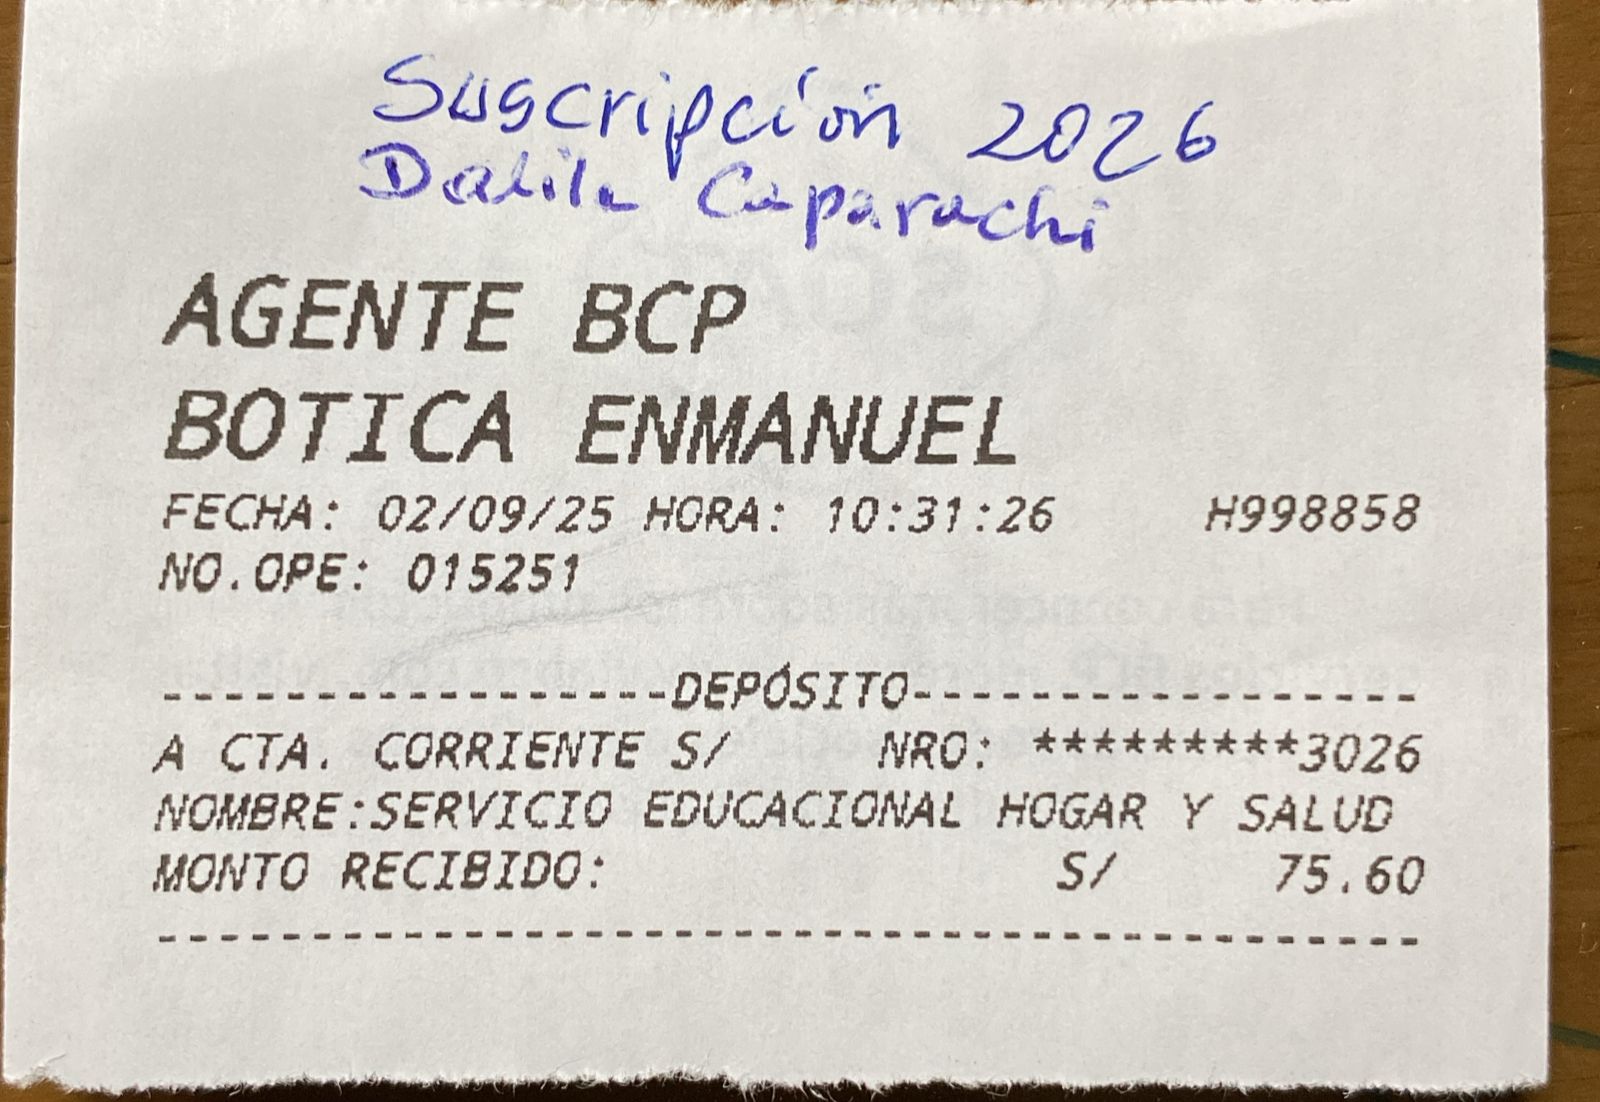 Suscripción 2026
Dalila Caparachi
AGENTE BCP
BOTICA ENMANUEL
FECHA: 02/09/25 HORA: 10:31:26 H998858
NO.OPE: 015251
------------------DEPÓSITO-----------------
A CTA. CORRIENTE S/ NRO: *********3026
NOMBRE:SERVICIO EDUCACIONAL HOGAR Y SALUD
MONTO RECIBIDO: S/ 75.60
-------------------------------------------